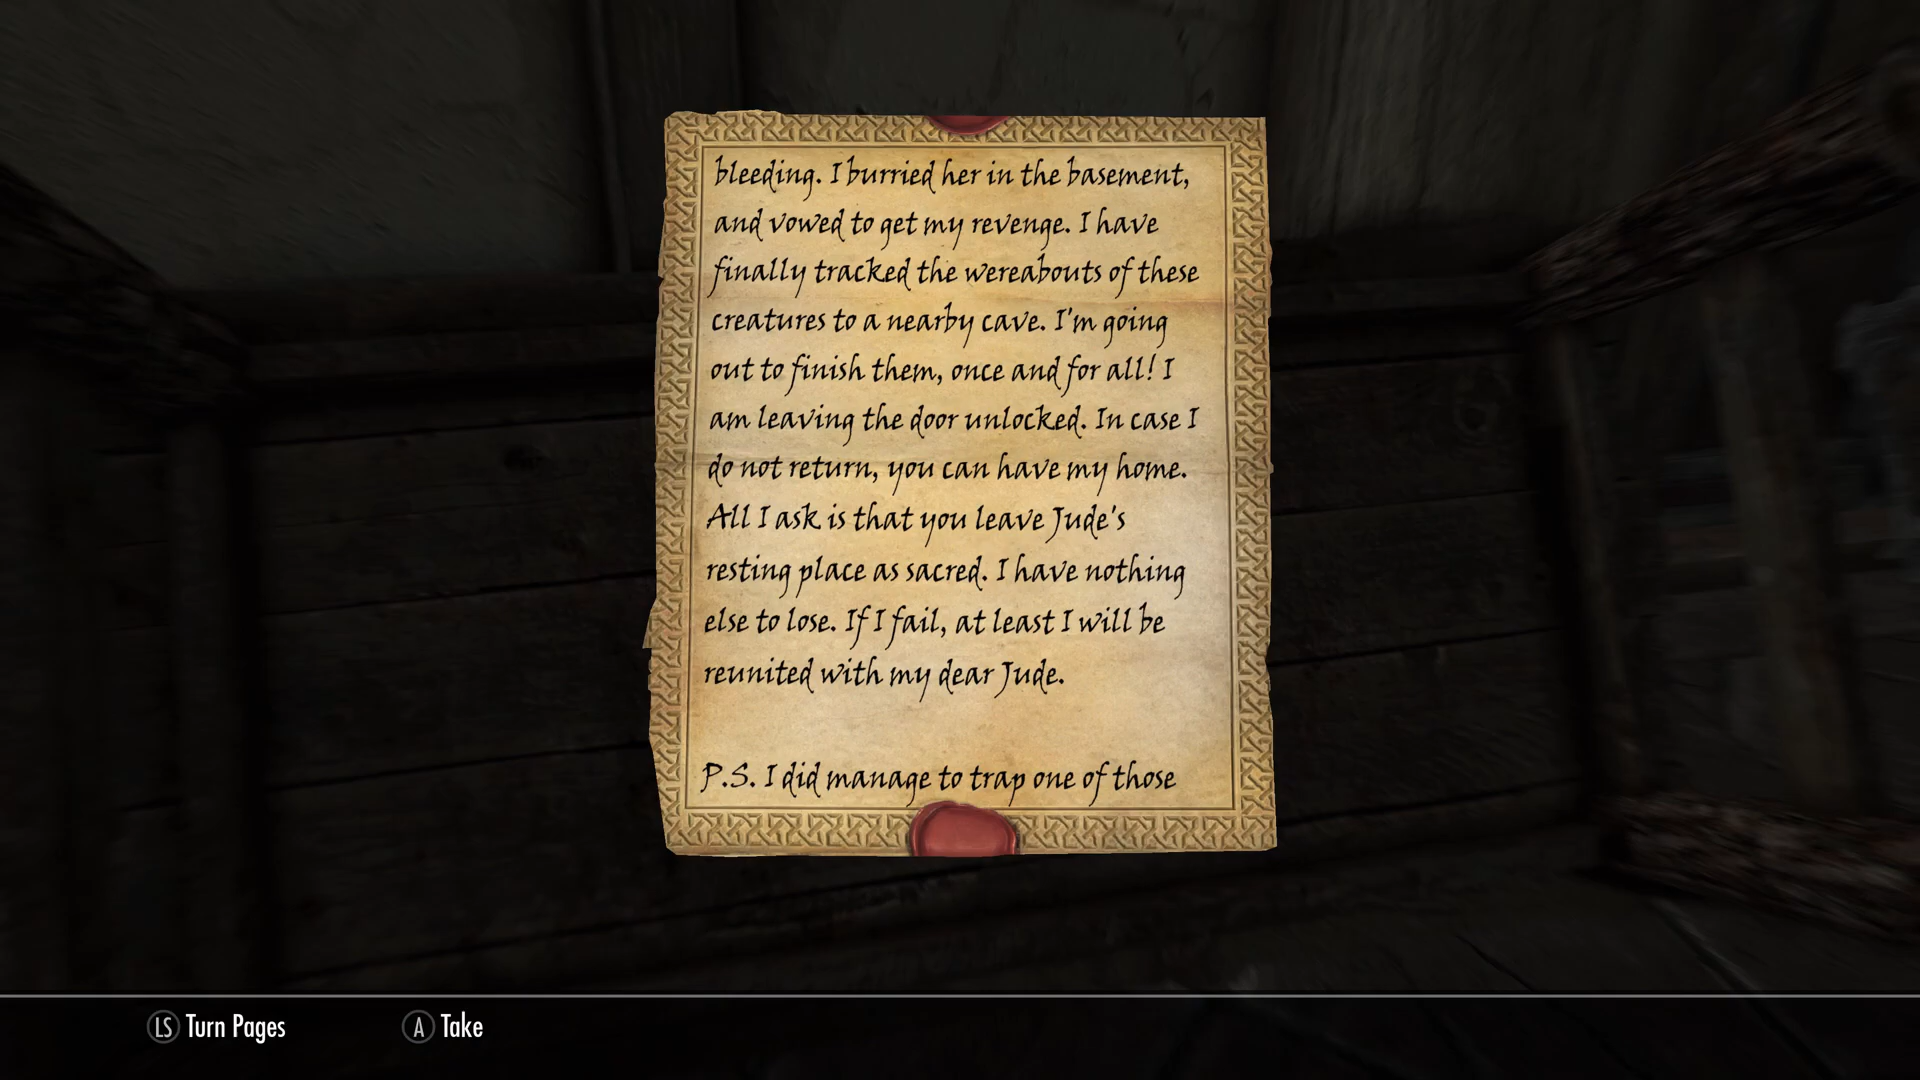 bleeding. I burried her in the basement,
and vowed to get my revenge. I have
finally tracked the wereabouts of these
creatures to a nearby cave. I'm going
out to finish them, once and for all! I
am leaving the door unlocked. In case I
do not return, you can have my home.
All I ask is that you leave Jude's
resting place as sacred. I have nothing
else to lose. If I fail, at least I will be
reunited with my dear Jude.
P.S. I did manage to trap one of those
LS Turn Pages
A Take